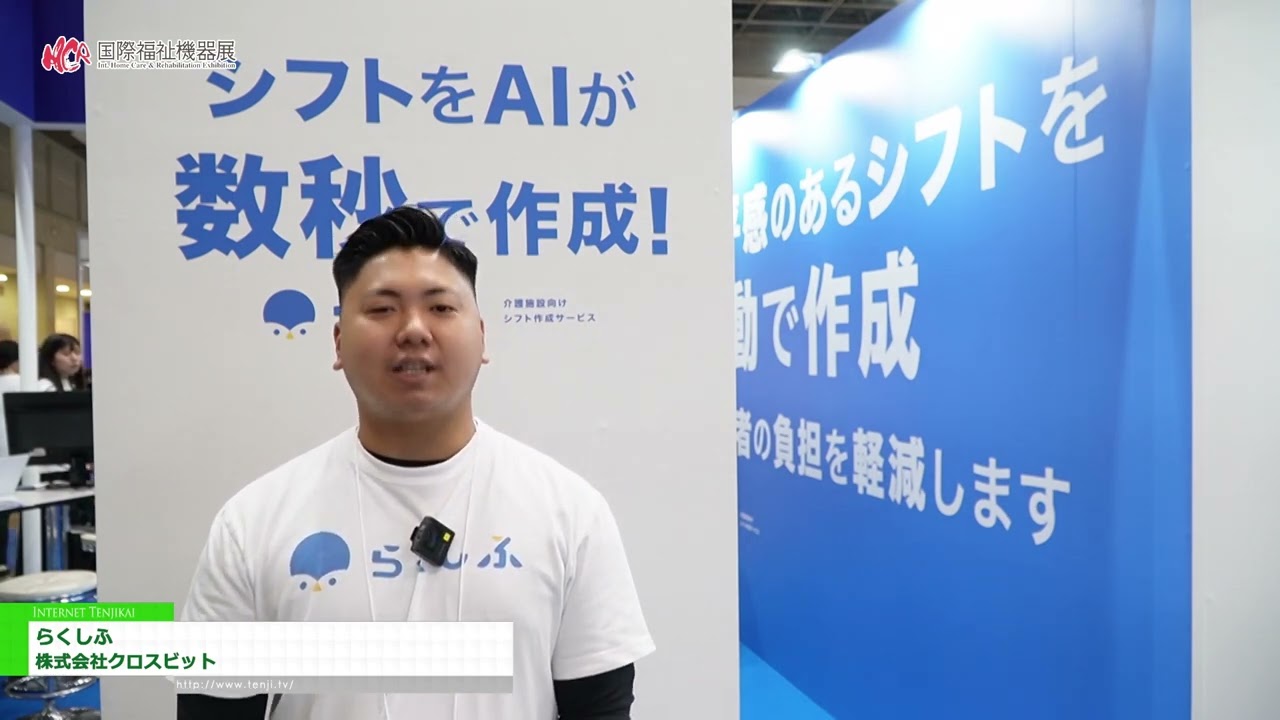 HCR 国際福祉機器展
Int. Home Care & Rehabilitation Exhibition
シフトをAIが
数秒で作成!
介護施設向け
シフト作成サービス
感のあるシフトを
動で作成
者の負担を軽減します
らくしふ
INTERNET TENJIKAI
らくしふ
株式会社クロスビット
http://www.tenji.tv/